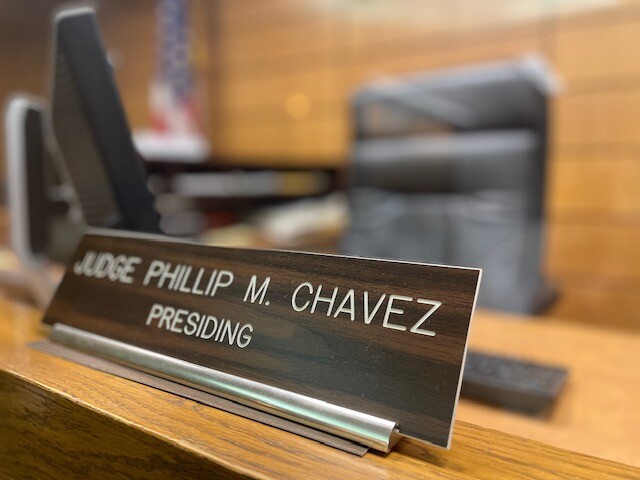 JUDGE PHILLIP M. CHAVEZ
PRESIDING